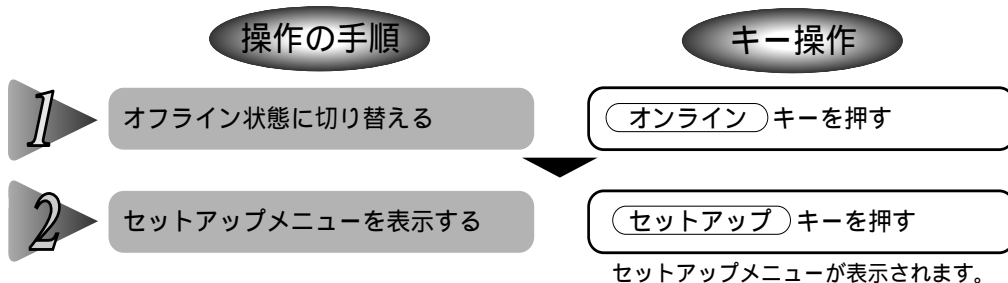 操作の手順
キー操作
1
オフライン状態に切り替える
オンライン キーを押す
2
セットアップメニューを表示する
セットアップ キーを押す
セットアップメニューが表示されます。